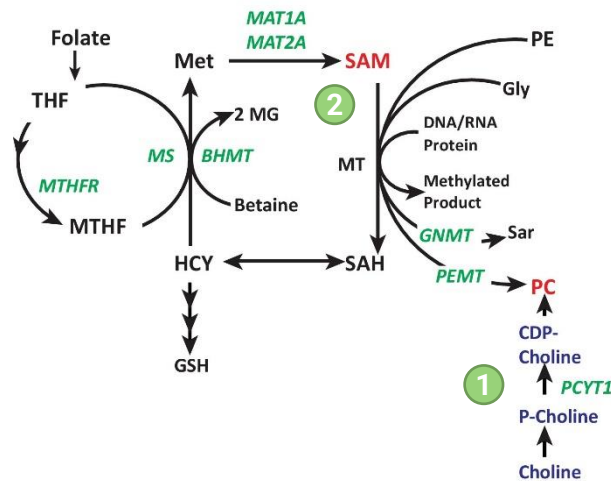 Folate
THF
MTHFR
MTHF
Met
MAT1A
MAT2A
SAM
2
MS
BHMT
2 MG
Betaine
HCY
GSH
SAH
MT
PE
Gly
DNA/RNA
Protein
Methylated
Product
GNMT
Sar
PEMT
PC
CDP-
Choline
1
PCYT1
P-Choline
Choline